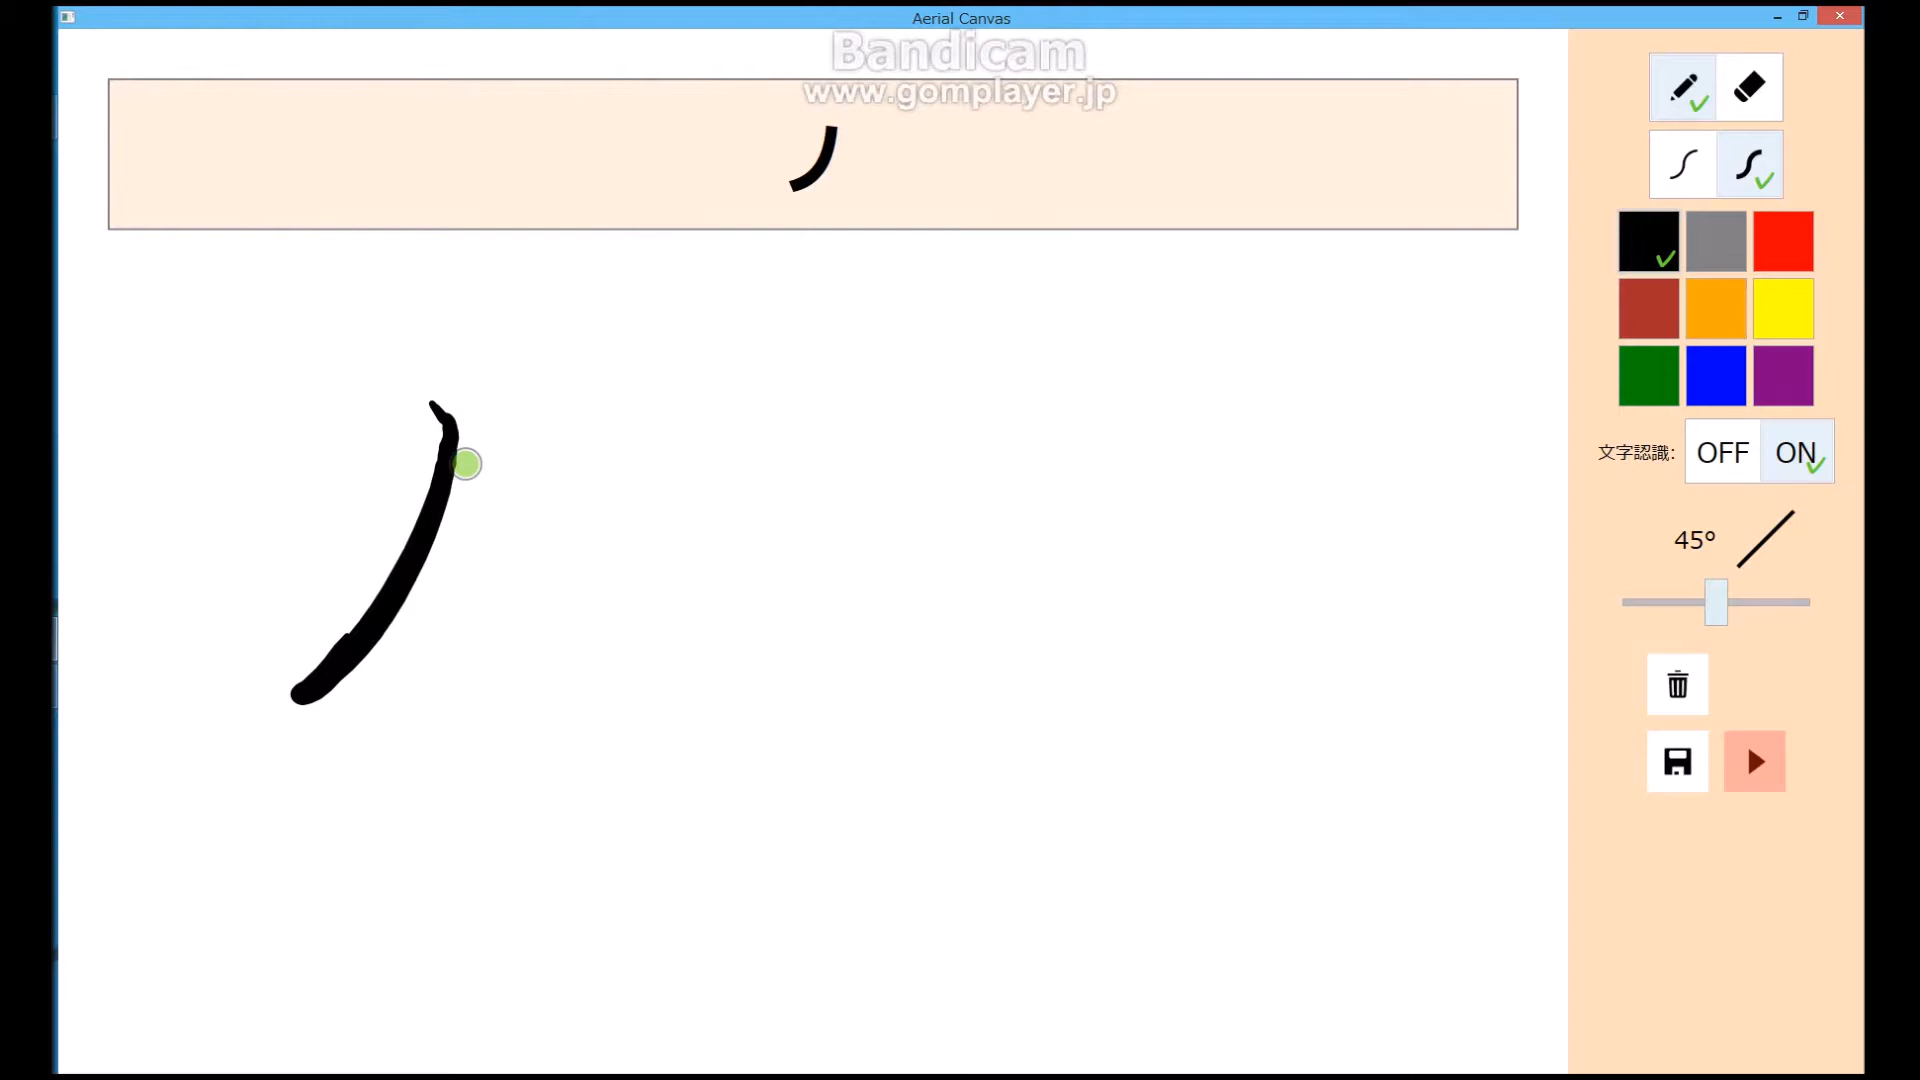 Aerial Canvas
Bandicam
www.gomplayer.jp
ノ
文字認識: OFF ON
45°